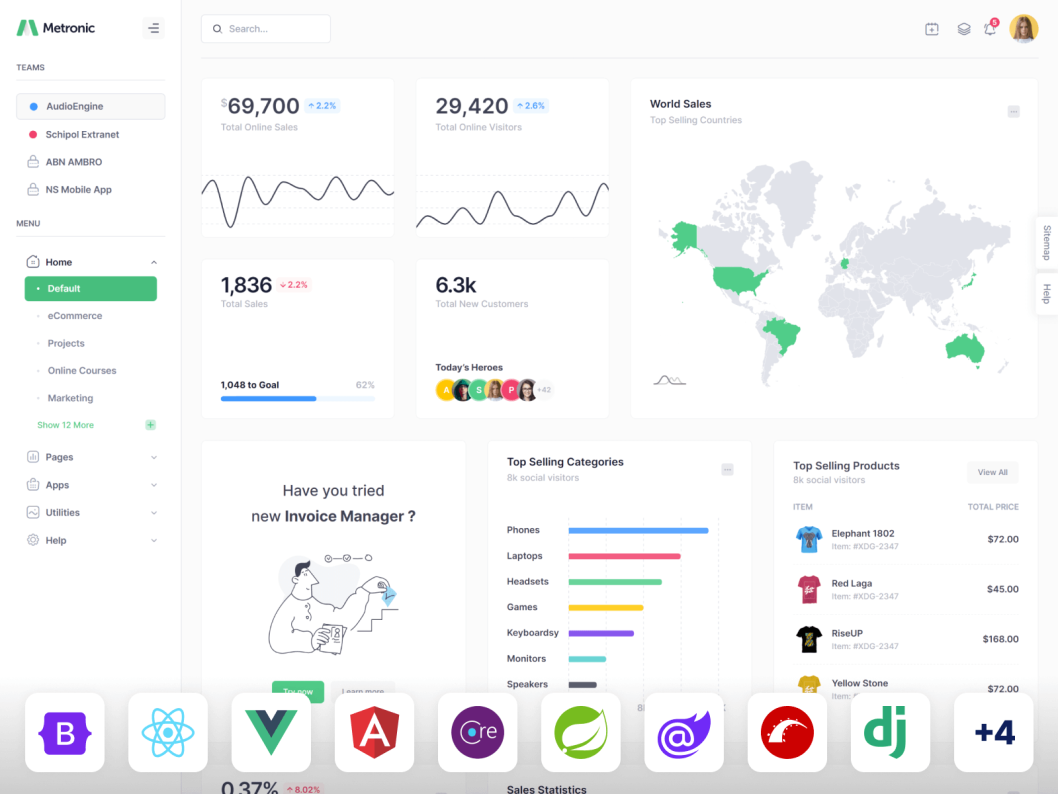 Metronic
Search...
5
TEAMS
AudioEngine
Schipol Extranet
ABN AMBRO
NS Mobile App
MENU
Home
Default
eCommerce
Projects
Online Courses
Marketing
Show 12 More
Pages
Apps
Utilities
Help
$69,700 2.2%
Total Online Sales
29,420 2.6%
Total Online Visitors
World Sales
Top Selling Countries
1,836 2.2%
Total Sales
1,048 to Goal 62%
6.3k
Total New Customers
Today's Heroes
A S P +42
Sitemap
Help
Have you tried
new Invoice Manager ?
Try now Learn more
Top Selling Categories
8k social visitors
Phones
Laptops
Headsets
Games
Keyboardsy
Monitors
Speakers
Top Selling Products
8k social visitors
View All
ITEM TOTAL PRICE
Elephant 1802
Item: #XDG-2347
$72.00
Red Laga
Item: #XDG-2347
$45.00
RiseUP
Item: #XDG-2347
$168.00
Yellow Stone
Item: #XDG-2347
$72.00
B
A
Core
@
dj
+4
0.37% 8.02%
Sales Statistics